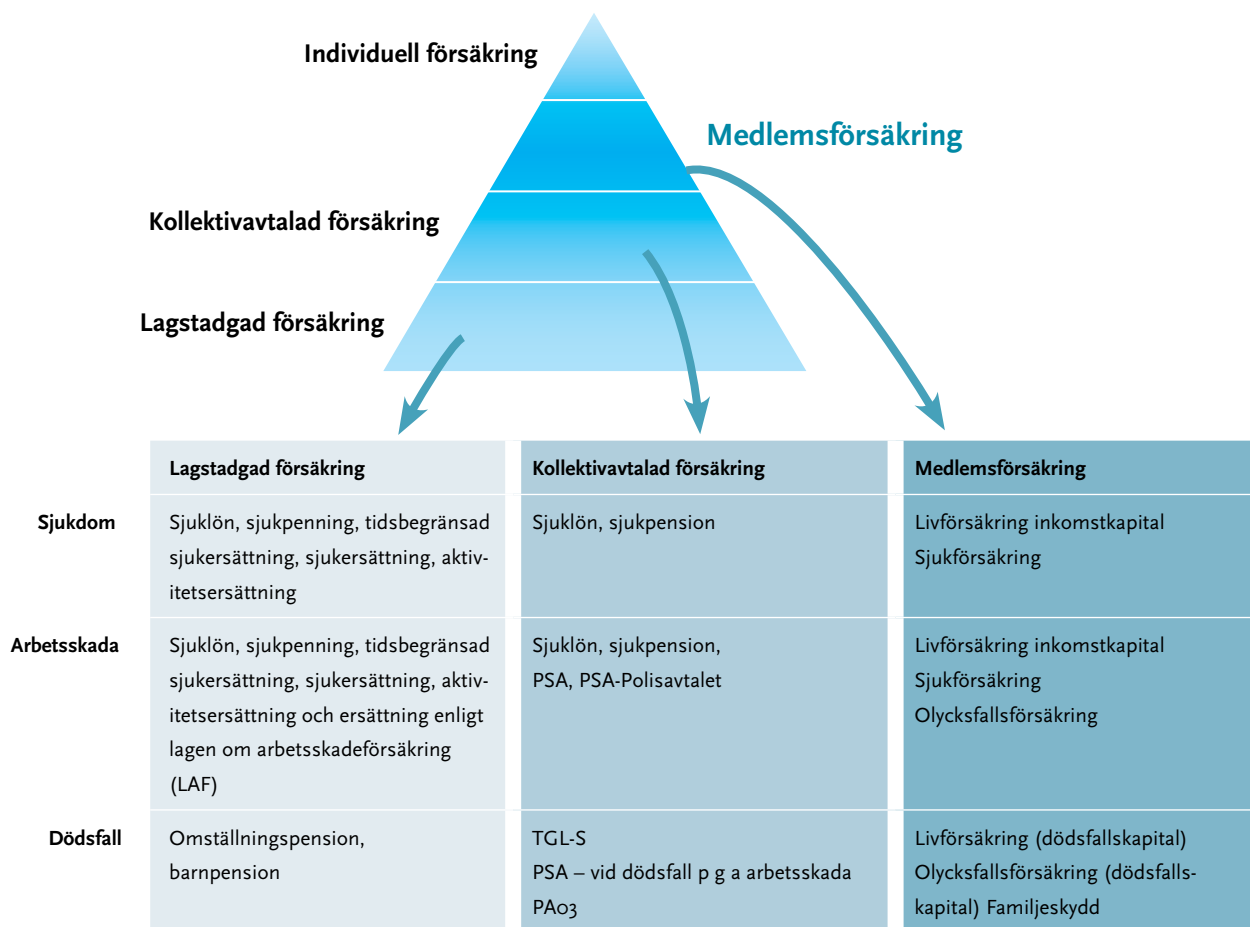 Individuell försäkring
Medlemsförsäkring
Kollektivavtalad försäkring
Lagstadgad försäkring
Lagstadgad försäkring
Kollektivavtalad försäkring
Medlemsförsäkring
Sjukdom
Sjuklön, sjukpenning, tidsbegränsad
sjukersättning, sjukersättning, aktiv-
itetsersättning
Sjuklön, sjukpension
Livförsäkring inkomstkapital
Sjukförsäkring
Arbetsskada
Sjuklön, sjukpenning, tidsbegränsad
sjukersättning, sjukersättning, aktiv-
itetsersättning och ersättning enligt
lagen om arbetsskadeförsäkring
(LAF)
Sjuklön, sjukpension,
PSA, PSA-Polisavtalet
Livförsäkring inkomstkapital
Sjukförsäkring
Olycksfallsförsäkring
Dödsfall
Omställningspension,
barnpension
TGL-S
PSA – vid dödsfall p g a arbetsskada
PA03
Livförsäkring (dödsfallskapital)
Olycksfallsförsäkring (dödsfalls-
kapital) Familjeskydd